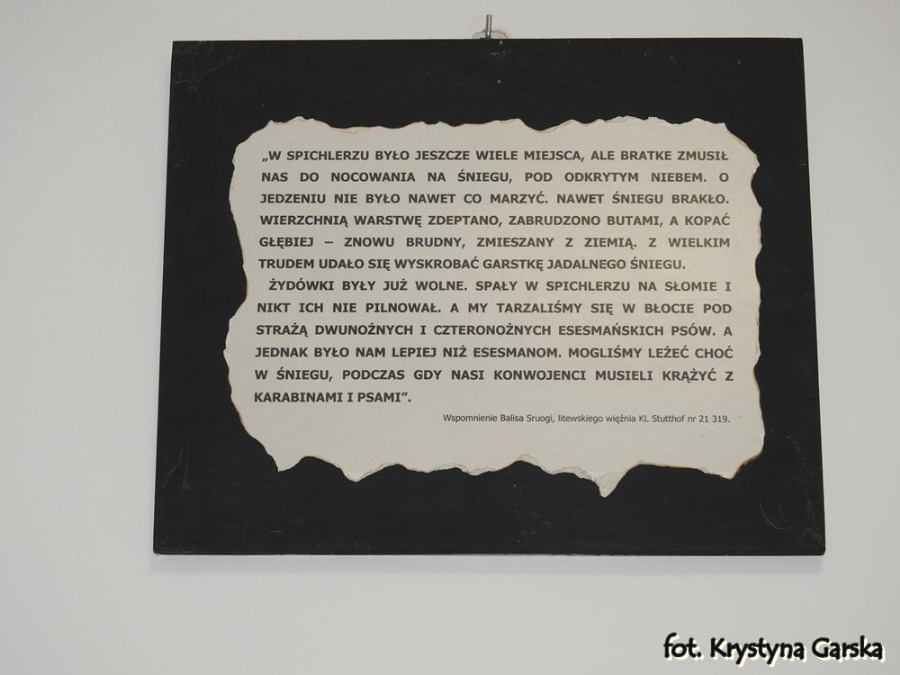 „W SPICHLERZU BYŁO JESZCZE WIELE MIEJSCA, ALE BRATKE ZMUSIŁ
NAS DO NOCOWANIA NA ŚNIEGU, POD ODKRYTYM NIEBEM. O
JEDZENIU NIE BYŁO NAWET CO MARZYĆ. NAWET ŚNIEGU BRAKŁO.
WIERZCHNIĄ WARSTWĘ ZDEPTANO, ZABRUDZONO BUTAMI, A KOPAĆ
GŁĘBIEJ – ZNOWU BRUDNY, ZMIESZANY Z ZIEMIĄ. Z WIELKIM
TRUDEM UDAŁO SIĘ WYSKROBAĆ GARSTKĘ JADALNEGO ŚNIEGU.
ŻYDÓWKI BYŁY JUŻ WOLNE. SPAŁY W SPICHLERZU NA SŁOMIE I
NIKT ICH NIE PILNOWAŁ. A MY TARZALIŚMY SIĘ W BŁOCIE POD
STRAŻĄ DWUNOŻNYCH I CZTERONOŻNYCH ESESMAŃSKICH PSÓW. A
JEDNAK BYŁO NAM LEPIEJ NIŻ ESESMANOM. MOGLIŚMY LEŻEĆ CHOĆ
W ŚNIEGU, PODCZAS GDY NASI KONWOJENCI MUSIELI KRĄŻYĆ Z
KARABINAMI I PSAMI”.
Wspomnienie Balisa Sruogi, litewskiego więźnia KL Stutthof nr 21 319.
fot. Krystyna Garska